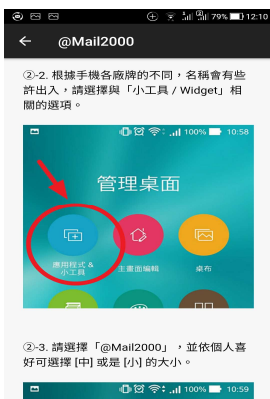 79% 12:10
@Mail2000
②-2. 根據手機各廠牌的不同，名稱會有些
許出入，請選擇與「小工具 / Widget」相
關的選項。
100% 10:58
管理桌面
應用程式 &
小工具
主畫面編輯
桌布
②-3. 請選擇「@Mail2000」，並依個人喜
好可選擇 [中] 或是 [小] 的大小。
100% 10:59